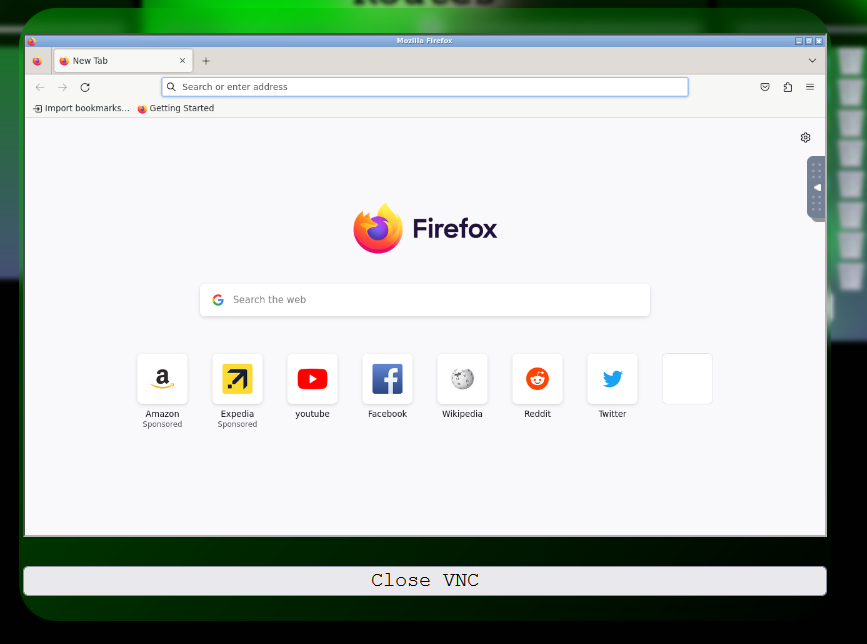 Routes
Mozilla Firefox
New Tab
Search or enter address
Import bookmarks...
Getting Started
Firefox
Search the web
Amazon
Sponsored
Expedia
Sponsored
youtube
Facebook
Wikipedia
Reddit
Twitter
Close VNC